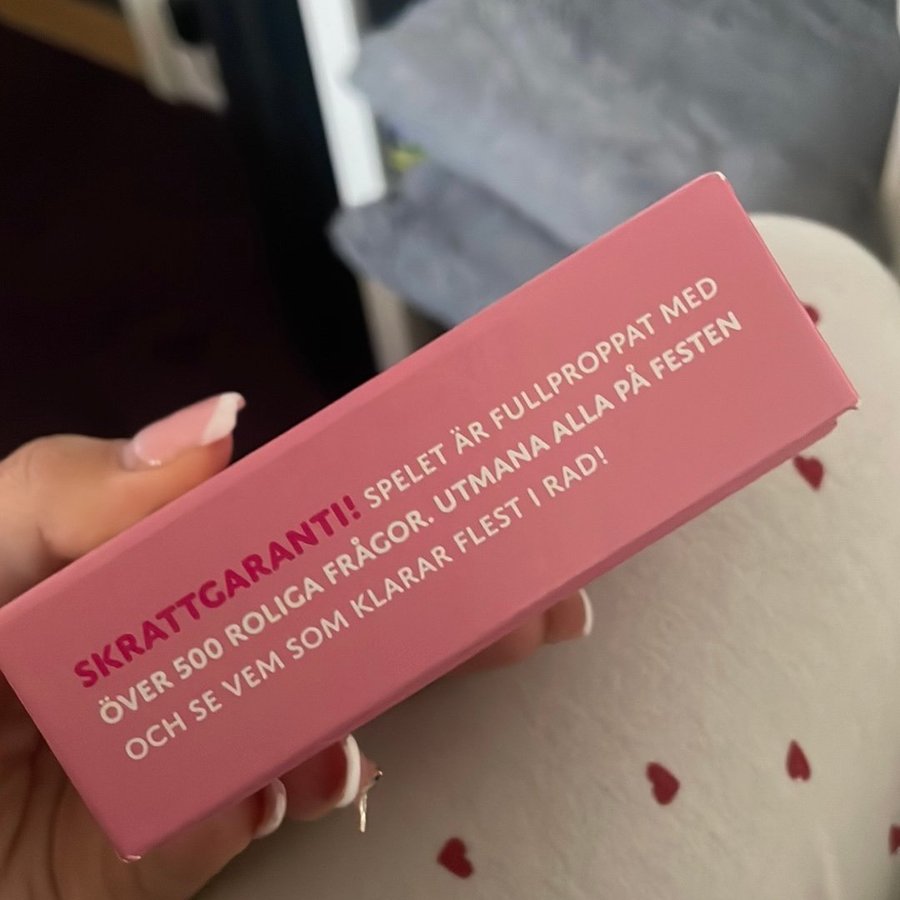 SKRATTGARANTI! SPELET ÄR FULLPROPPAT MED
ÖVER 500 ROLIGA FRÅGOR. UTMANA ALLA PÅ FESTEN
OCH SE VEM SOM KLARAR FLEST I RAD!